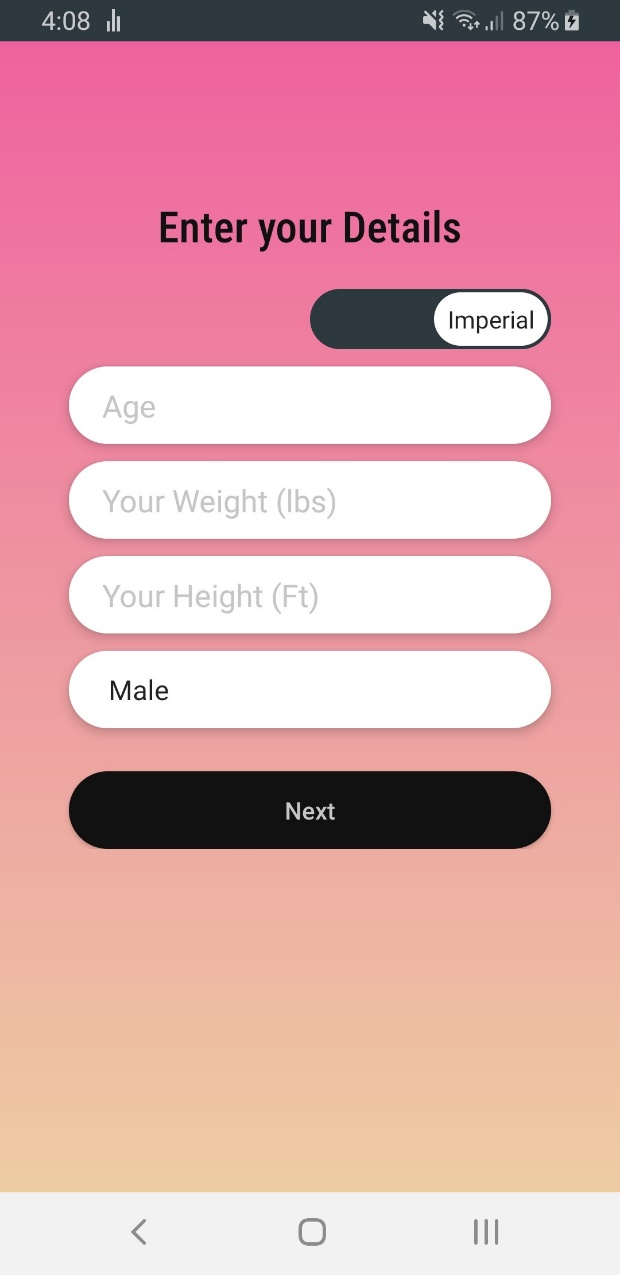 4:08 87%
Enter your Details
Imperial
Age
Your Weight (lbs)
Your Height (Ft)
Male
Next